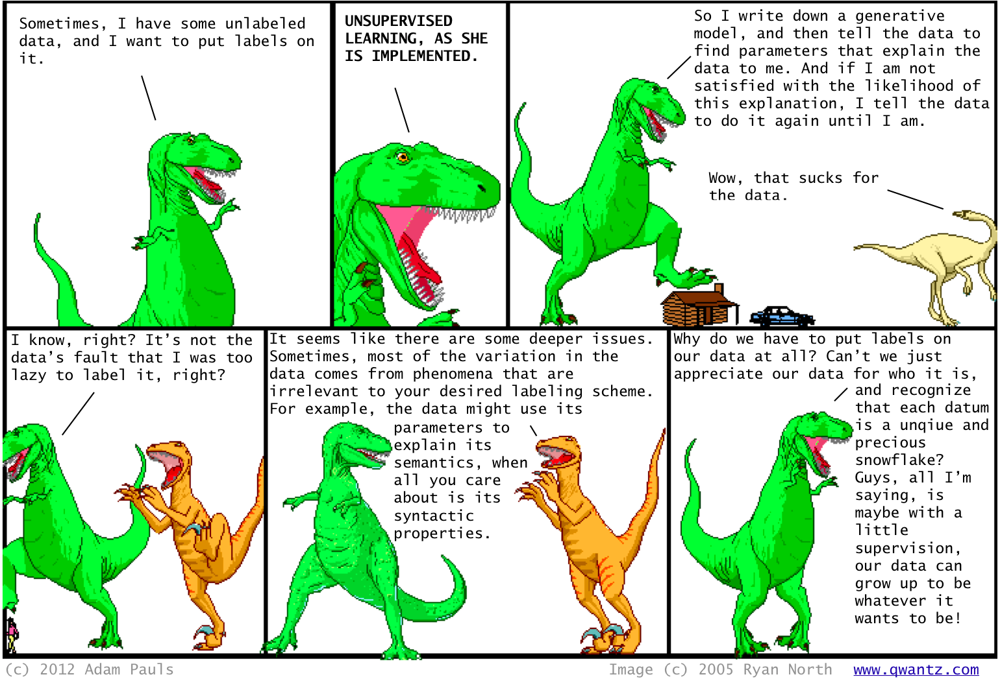 Sometimes, I have some unlabeled
data, and I want to put labels on
it.
UNSUPERVISED
LEARNING, AS SHE
IS IMPLEMENTED.
So I write down a generative
model, and then tell the data to
find parameters that explain the
data to me. And if I am not
satisfied with the likelihood of
this explanation, I tell the data
to do it again until I am.
Wow, that sucks for
the data.
I know, right? It's not the
data's fault that I was too
lazy to label it, right?
It seems like there are some deeper issues.
Sometimes, most of the variation in the
data comes from phenomena that are
irrelevant to your desired labeling scheme.
For example, the data might use its
parameters to
explain its
semantics, when
all you care
about is its
syntactic
properties.
Why do we have to put labels on
our data at all? Can't we just
appreciate our data for who it is,
and recognize
that each datum
is a unqiue and
precious
snowflake?
Guys, all I'm
saying, is
maybe with a
little
supervision,
our data can
grow up to be
whatever it
wants to be!
(c) 2012 Adam Pauls
Image (c) 2005 Ryan North
www.qwantz.com